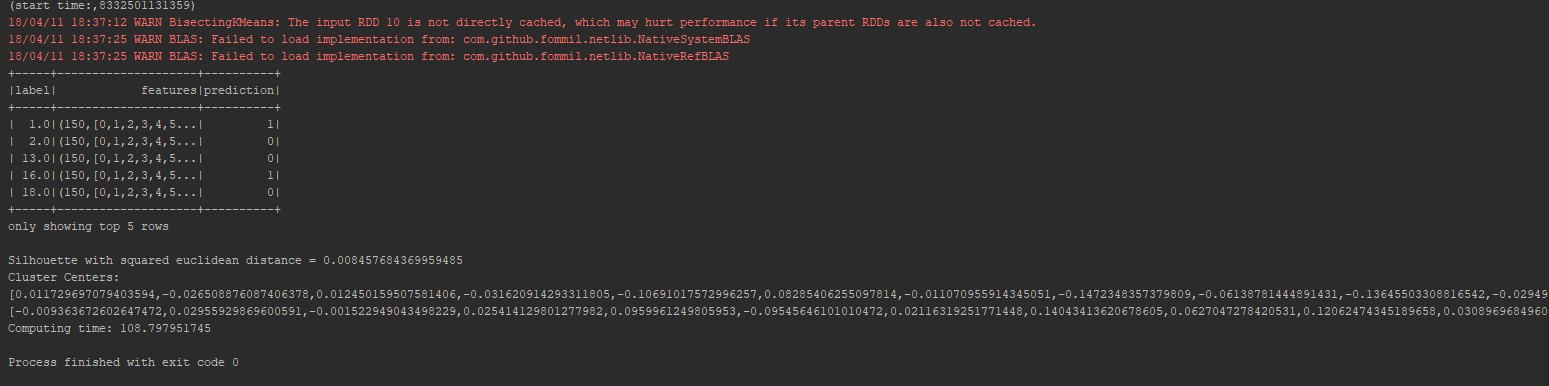 (start time:,8332501131359)
18/04/11 18:37:12 WARN BisectingKMeans: The input RDD 10 is not directly cached, which may hurt performance if its parent RDDs are also not cached.
18/04/11 18:37:25 WARN BLAS: Failed to load implementation from: com.github.fommil.netlib.NativeSystemBLAS
18/04/11 18:37:25 WARN BLAS: Failed to load implementation from: com.github.fommil.netlib.NativeRefBLAS
+-----+--------------------+----------+
|label|            features|prediction|
+-----+--------------------+----------+
|  1.0|(150,[0,1,2,3,4,5...|         1|
|  2.0|(150,[0,1,2,3,4,5...|         0|
| 13.0|(150,[0,1,2,3,4,5...|         0|
| 16.0|(150,[0,1,2,3,4,5...|         1|
| 18.0|(150,[0,1,2,3,4,5...|         0|
+-----+--------------------+----------+
only showing top 5 rows
Silhouette with squared euclidean distance = 0.008457684369959485
Cluster Centers:
[0.011729697079403594,-0.026508876087406378,0.012450159507581406,-0.031620914293311805,-0.10691017572996257,0.08285406255097814,-0.011070955914345051,-0.1472348357379809,-0.06138781444891431,-0.13645503308816542,-0.02949
[-0.009363672602647472,0.02955929869600591,-0.001522949043498229,0.025414129801277982,0.0959961249805953,-0.09545646101010472,0.02116319251771448,0.14043413620678605,0.0627047278420531,0.12062474345189658,0.0308969684960
Computing time: 108.797951745
Process finished with exit code 0